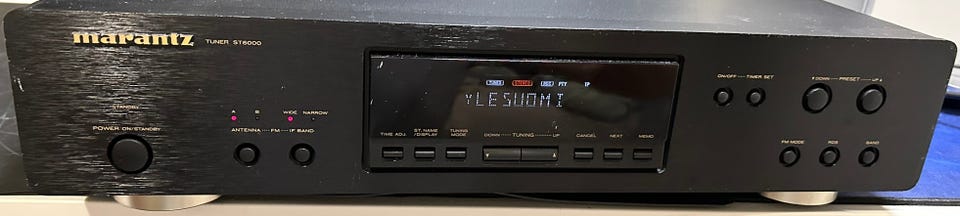 marantz
TUNER ST6000
STANDBY
POWER ON/STANDBY
A B WIDE NARROW
ANTENNA FM IF BAND
TUNED STEREO RDS PTY TP
YLESUOMI
TIME ADJ. ST. NAME /DISPLAY TUNING MODE DOWN TUNING UP CANCEL NEXT MEMO
ON/OFF TIMER SET
DOWN PRESET UP
FM MODE RDS BAND